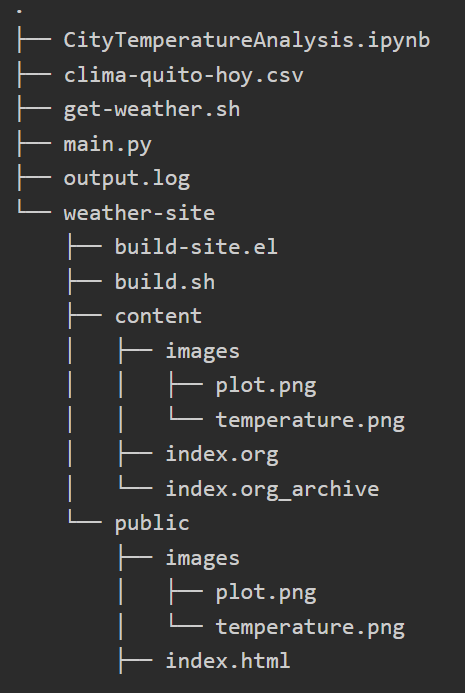 .
├── CityTemperatureAnalysis.ipynb
├── clima-quito-hoy.csv
├── get-weather.sh
├── main.py
├── output.log
└── weather-site
    ├── build-site.el
    ├── build.sh
    ├── content
    │   ├── images
    │   │   ├── plot.png
    │   │   └── temperature.png
    │   ├── index.org
    │   └── index.org_archive
    └── public
        ├── images
        │   ├── plot.png
        │   └── temperature.png
        ├── index.html